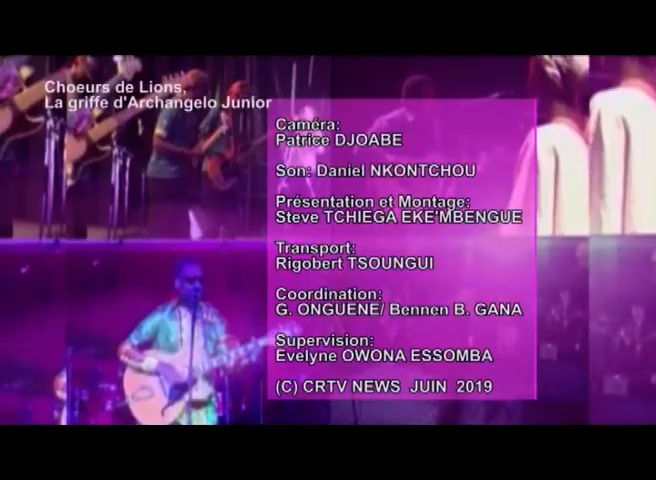 Choeurs de Lions,
La griffe d'Archangelo Junior
Caméra:
Patrice DJOABE
Son: Daniel NKONTCHOU
Présentation et Montage:
Steve TCHIEGA EKE'MBENGUE
Transport:
Rigobert TSOUNGUI
Coordination:
G. ONGUENE/ Bennen B. GANA
Supervision:
Evelyne OWONA ESSOMBA
(C) CRTV NEWS JUIN 2019